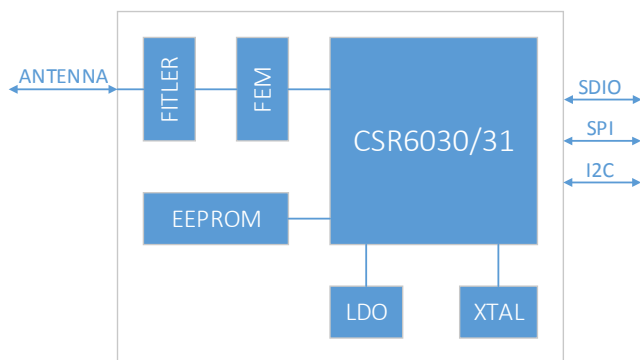 ANTENNA
FITLER
FEM
CSR6030/31
SDIO
SPI
I2C
EEPROM
LDO
XTAL